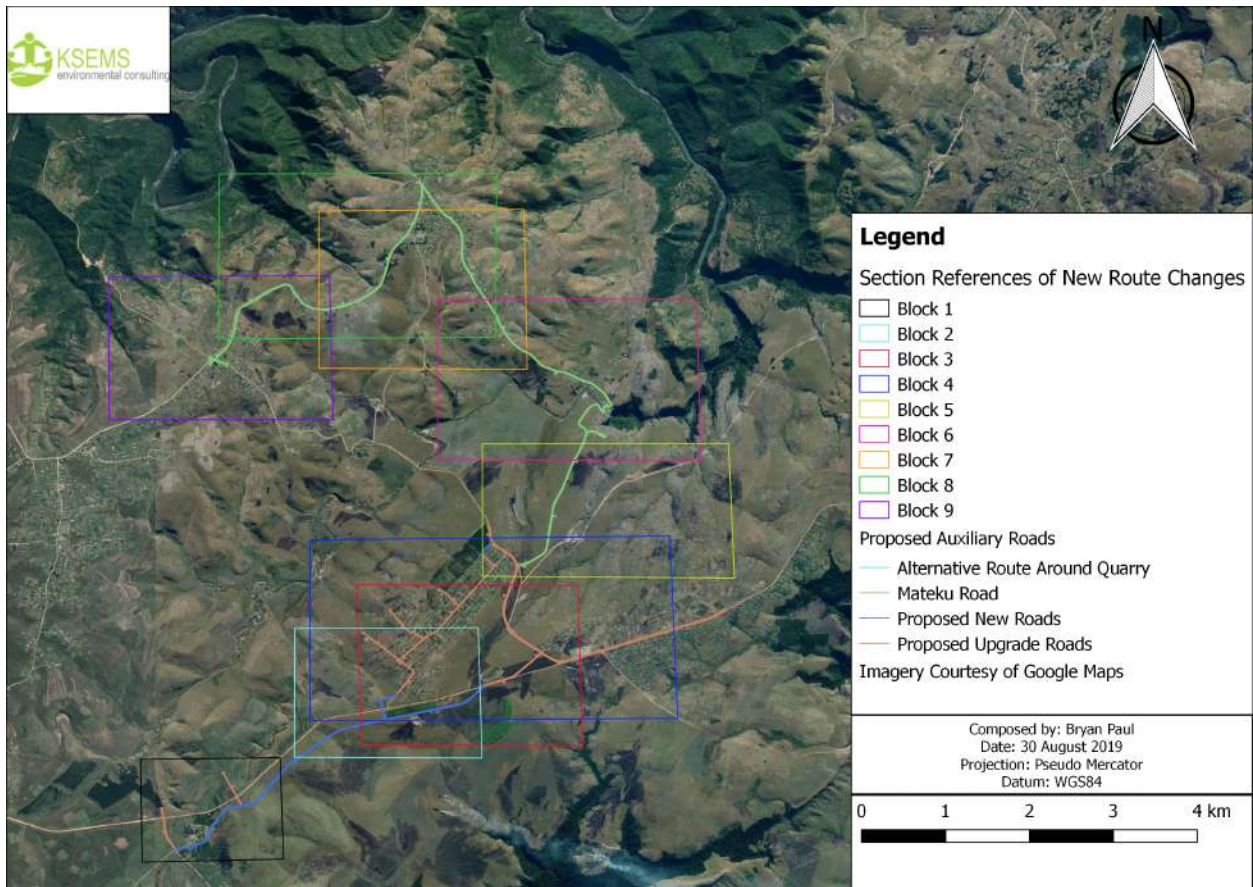 KSEMS
environmental consulting
N
Legend
Section References of New Route Changes
Block 1
Block 2
Block 3
Block 4
Block 5
Block 6
Block 7
Block 8
Block 9
Proposed Auxiliary Roads
Alternative Route Around Quarry
Mateku Road
Proposed New Roads
Proposed Upgrade Roads
Imagery Courtesy of Google Maps
Composed by: Bryan Paul
Date: 30 August 2019
Projection: Pseudo Mercator
Datum: WGS84
0 1 2 3 4 km